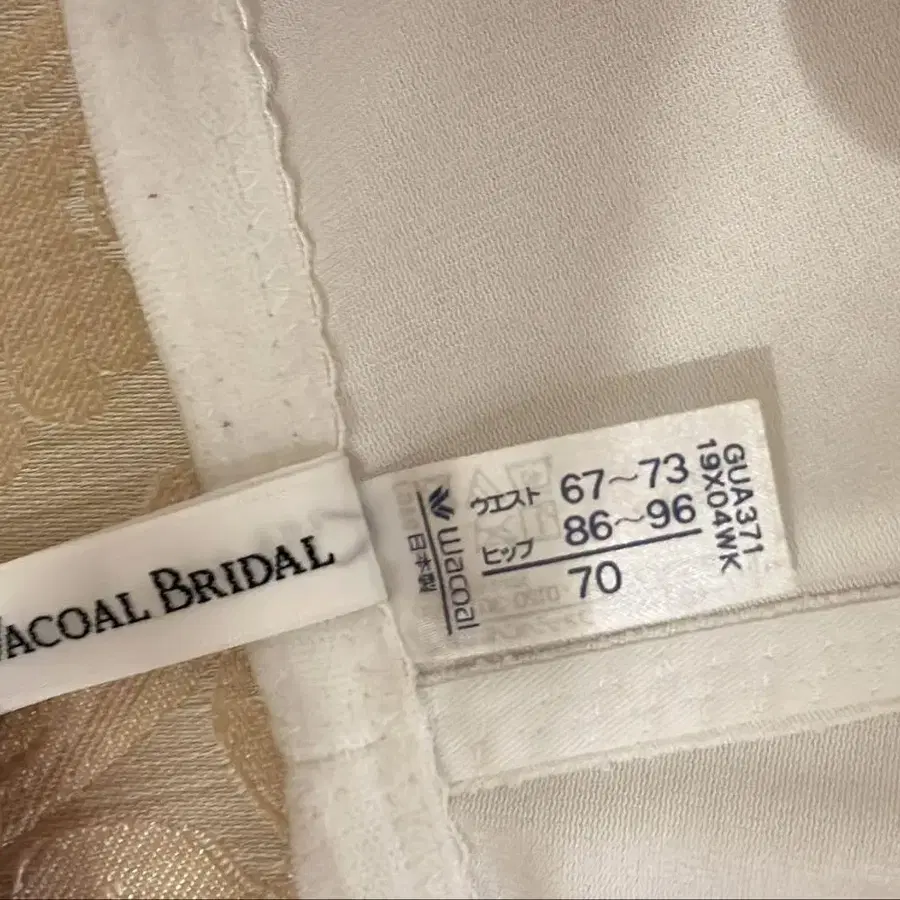 WACOAL BRIDAL
Wacoal
日本製
ウエスト 67～73
ヒップ 86～96
70
GUA371
19X04WK